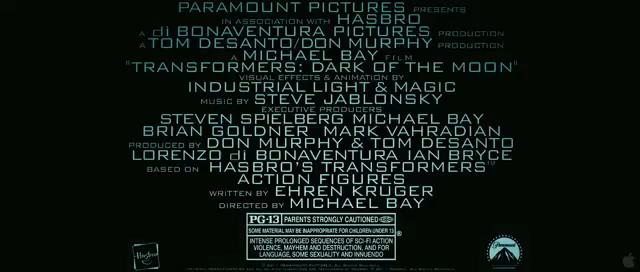 PARAMOUNT PICTURES PRESENTS
IN ASSOCIATION WITH HASBRO
A di BONAVENTURA PICTURES PRODUCTION
A TOM DESANTO/DON MURPHY PRODUCTION
A MICHAEL BAY FILM
"TRANSFORMERS: DARK OF THE MOON"
VISUAL EFFECTS & ANIMATION BY
INDUSTRIAL LIGHT & MAGIC
MUSIC BY STEVE JABLONSKY
EXECUTIVE PRODUCERS
STEVEN SPIELBERG MICHAEL BAY
BRIAN GOLDNER MARK VAHRADIAN
PRODUCED BY DON MURPHY & TOM DESANTO
LORENZO di BONAVENTURA IAN BRYCE
BASED ON HASBRO'S TRANSFORMERS™
ACTION FIGURES
WRITTEN BY EHREN KRUGER
DIRECTED BY MICHAEL BAY
PG-13 PARENTS STRONGLY CAUTIONED
SOME MATERIAL MAY BE INAPPROPRIATE FOR CHILDREN UNDER 13
®
INTENSE PROLONGED SEQUENCES OF SCI-FI ACTION
VIOLENCE, MAYHEM AND DESTRUCTION, AND FOR
LANGUAGE, SOME SEXUALITY AND INNUENDO
Hasbro
Paramount